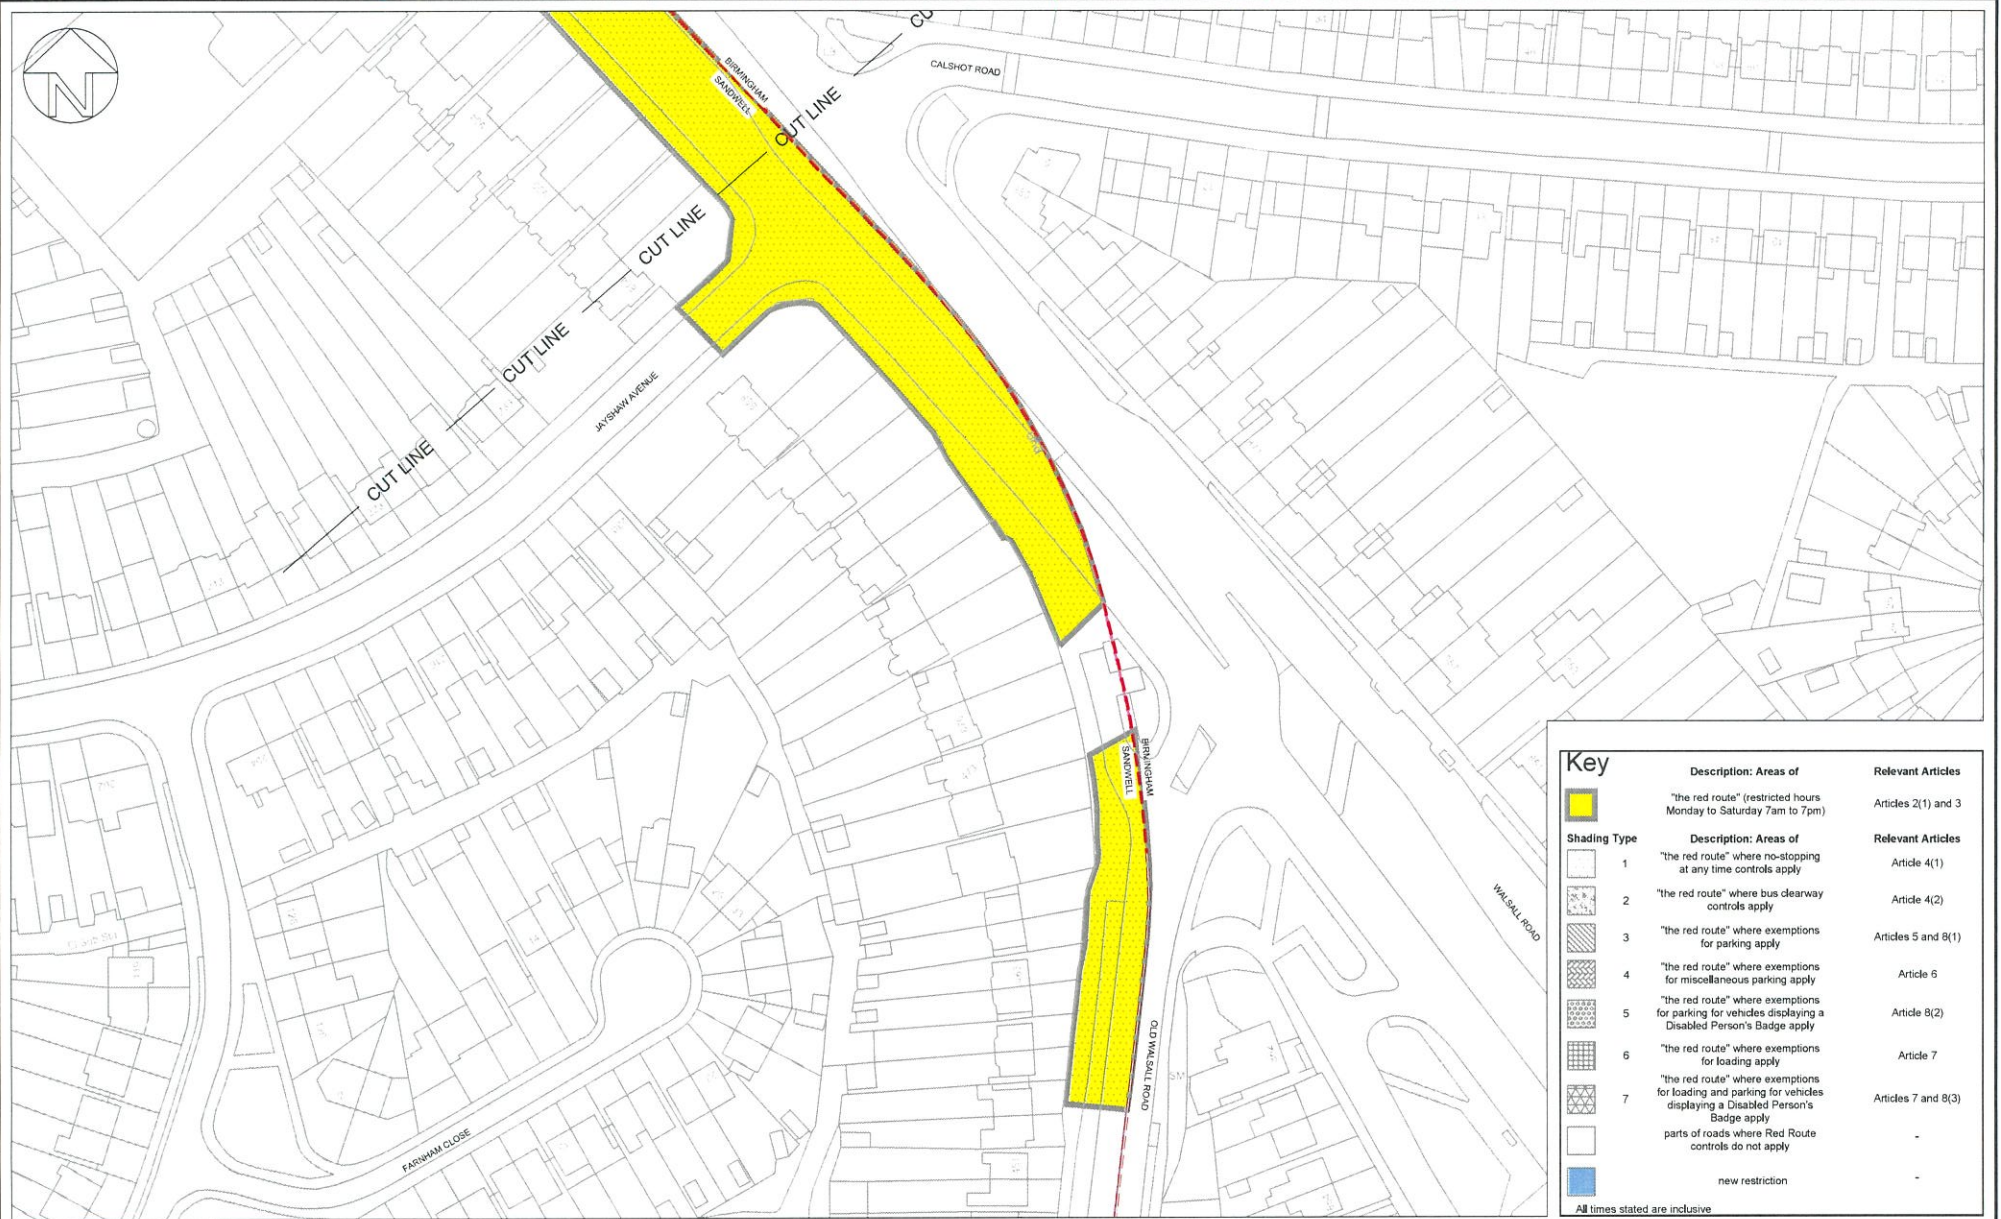 N
CU
CALSHOT ROAD
BIRMINGHAM
SANDWELL
CUT LINE
CUT LINE
CUT LINE
CUT LINE
JAYSHAW AVENUE
BIRMINGHAM
SANDWELL
WALSALL ROAD
OLD WALSALL ROAD
FARNHAM CLOSE
Key
Description: Areas of Relevant Articles
"the red route" (restricted hours
Monday to Saturday 7am to 7pm) Articles 2(1) and 3
Shading Type Description: Areas of Relevant Articles
1 "the red route" where no-stopping
at any time controls apply Article 4(1)
2 "the red route" where bus clearway
controls apply Article 4(2)
3 "the red route" where exemptions
for parking apply Articles 5 and 8(1)
4 "the red route" where exemptions
for miscellaneous parking apply Article 6
5 "the red route" where exemptions
for parking for vehicles displaying a
Disabled Person's Badge apply Article 8(2)
6 "the red route" where exemptions
for loading apply Article 7
7 "the red route" where exemptions
for loading and parking for vehicles
displaying a Disabled Person's
Badge apply Articles 7 and 8(3)
parts of roads where Red Route
controls do not apply -
new restriction -
All times stated are inclusive